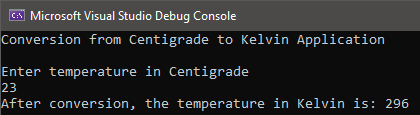 Microsoft Visual Studio Debug Console
Conversion from Centigrade to Kelvin Application
Enter temperature in Centigrade
23
After conversion, the temperature in Kelvin is: 296